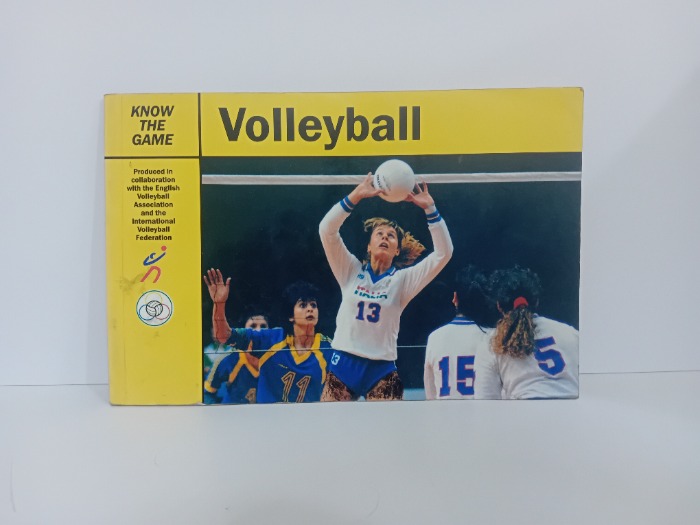 KNOW
THE
GAME
Volleyball
Produced in
collaboration
with the English
Volleyball
Association
and the
International
Volleyball
Federation
ITALIA
13
13
11
15
5